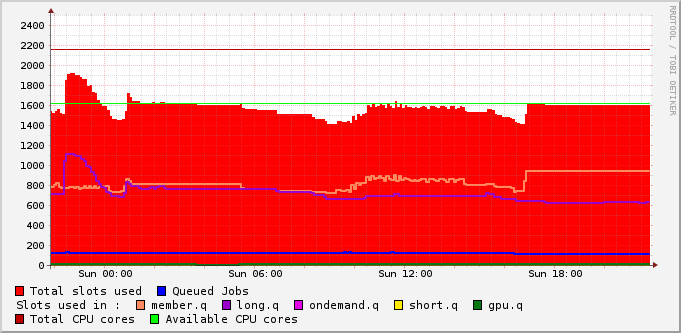 RRDTOOL / TOBI OETIKER
2400
2200
2000
1800
1600
1400
1200
1000
800
600
400
200
0
Sun 00:00 Sun 06:00 Sun 12:00 Sun 18:00
Total slots used Queued Jobs
Slots used in : member.q long.q ondemand.q short.q gpu.q
Total CPU cores Available CPU cores